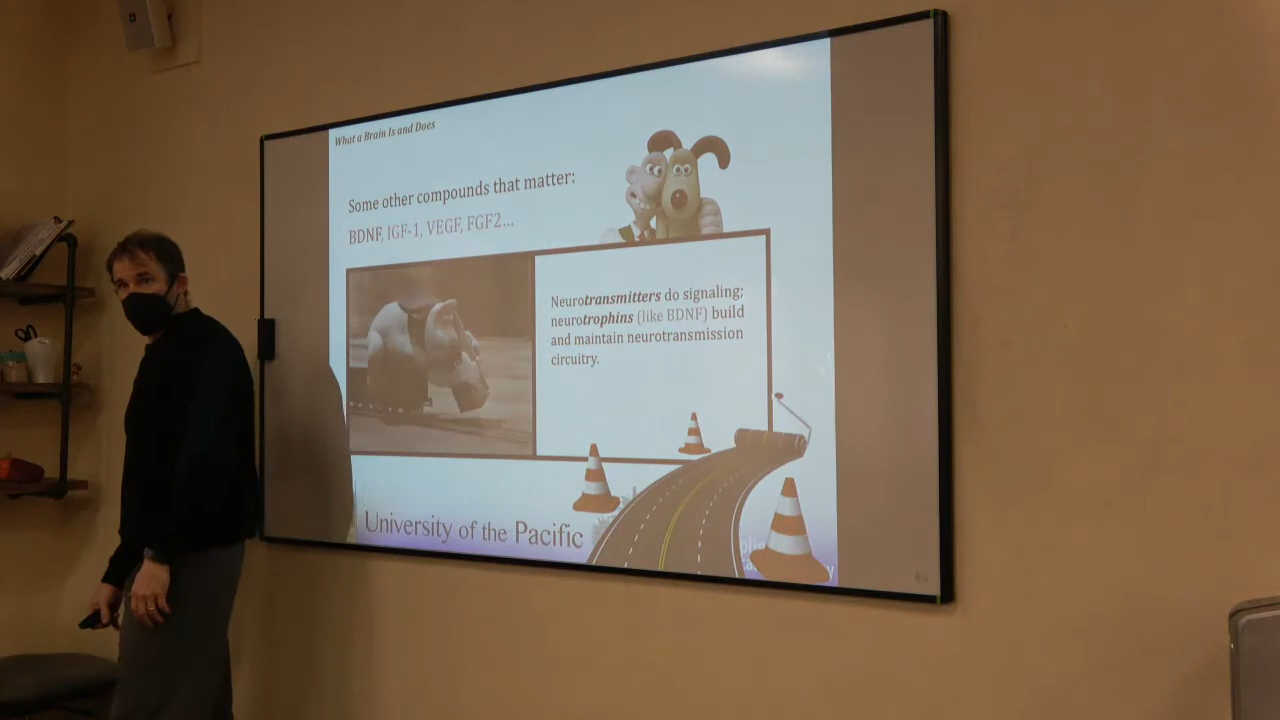 What a Brain Is and Does
Some other compounds that matter:
BDNF, IGF-1, VEGF, FGF2...
Neurotransmitters do signaling;
neurotrophins (like BDNF) build
and maintain neurotransmission
circuitry.
University of the Pacific